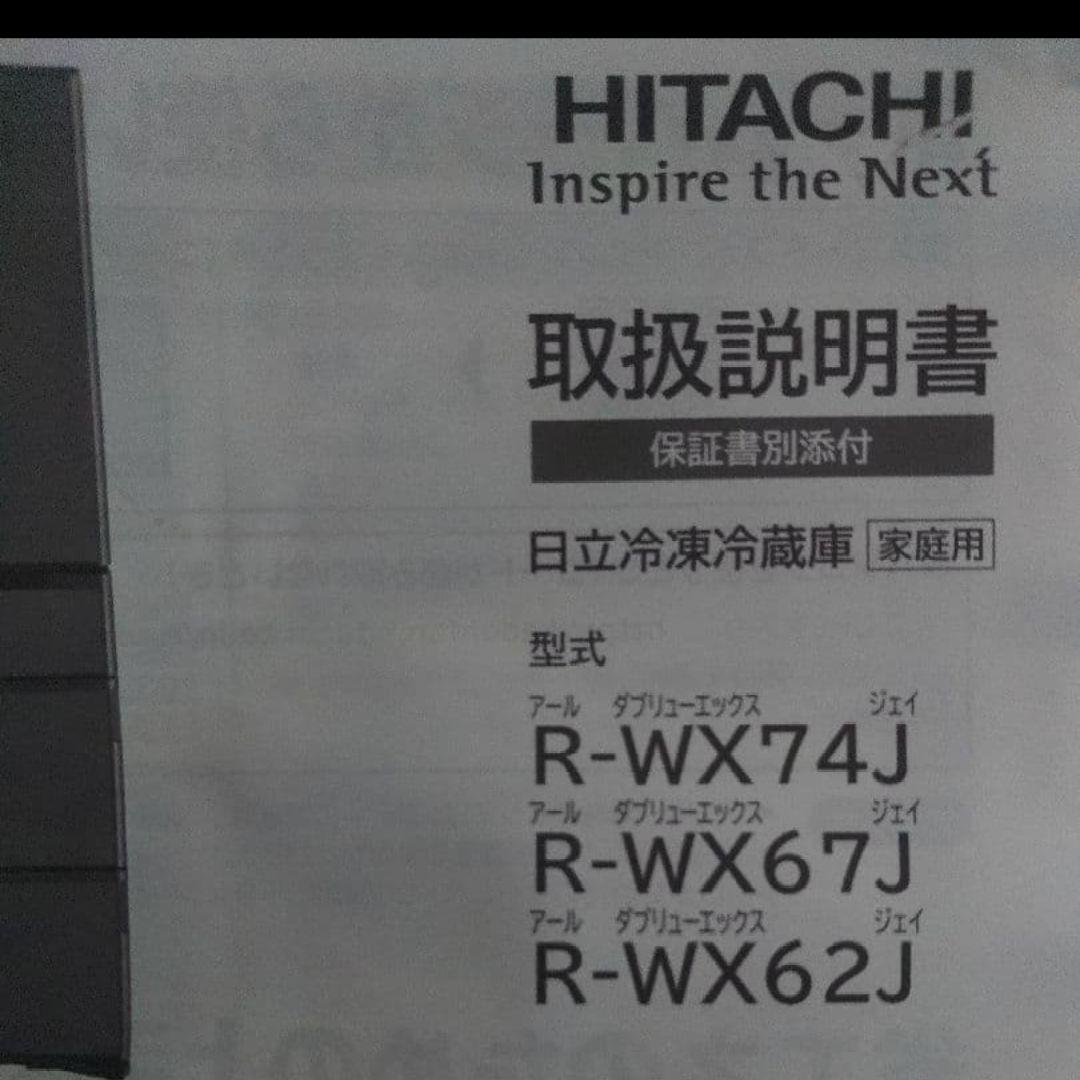 HITACHI
Inspire the Next
取扱説明書
保証書別添付
日立冷凍冷蔵庫 家庭用
型式
アール ダブリューエックス ジェイ
R-WX74J
アール ダブリューエックス ジェイ
R-WX67J
アール ダブリューエックス ジェイ
R-WX62J